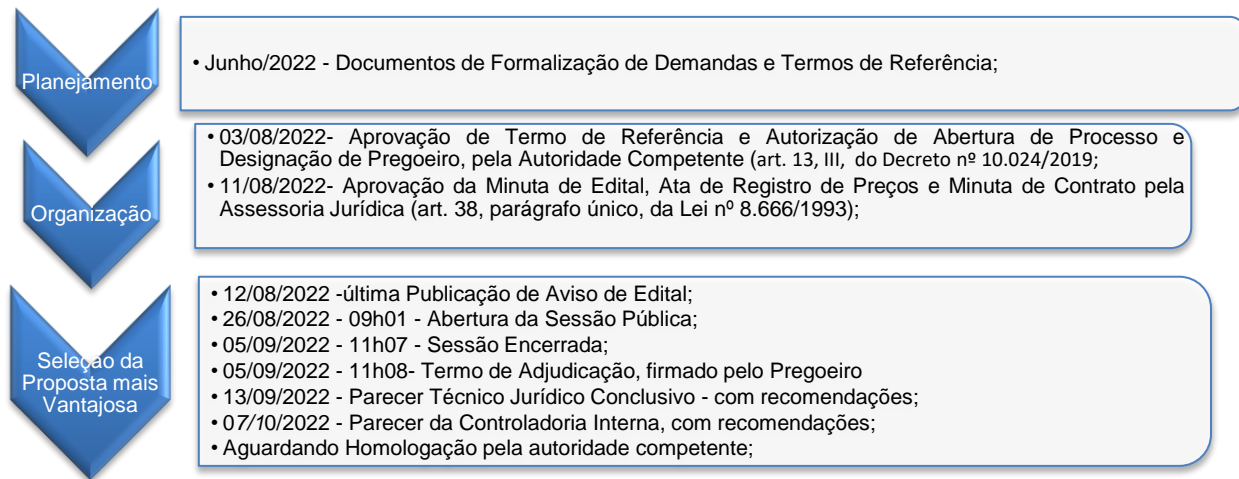 Planejamento
• Junho/2022 - Documentos de Formalização de Demandas e Termos de Referência;
Organização
• 03/08/2022- Aprovação de Termo de Referência e Autorização de Abertura de Processo e
Designação de Pregoeiro, pela Autoridade Competente (art. 13, III, do Decreto nº 10.024/2019;
• 11/08/2022- Aprovação da Minuta de Edital, Ata de Registro de Preços e Minuta de Contrato pela
Assessoria Jurídica (art. 38, parágrafo único, da Lei nº 8.666/1993);
Seleção da
Proposta mais
Vantajosa
• 12/08/2022 -última Publicação de Aviso de Edital;
• 26/08/2022 - 09h01 - Abertura da Sessão Pública;
• 05/09/2022 - 11h07 - Sessão Encerrada;
• 05/09/2022 - 11h08- Termo de Adjudicação, firmado pelo Pregoeiro
• 13/09/2022 - Parecer Técnico Jurídico Conclusivo - com recomendações;
• 07/10/2022 - Parecer da Controladoria Interna, com recomendações;
• Aguardando Homologação pela autoridade competente;